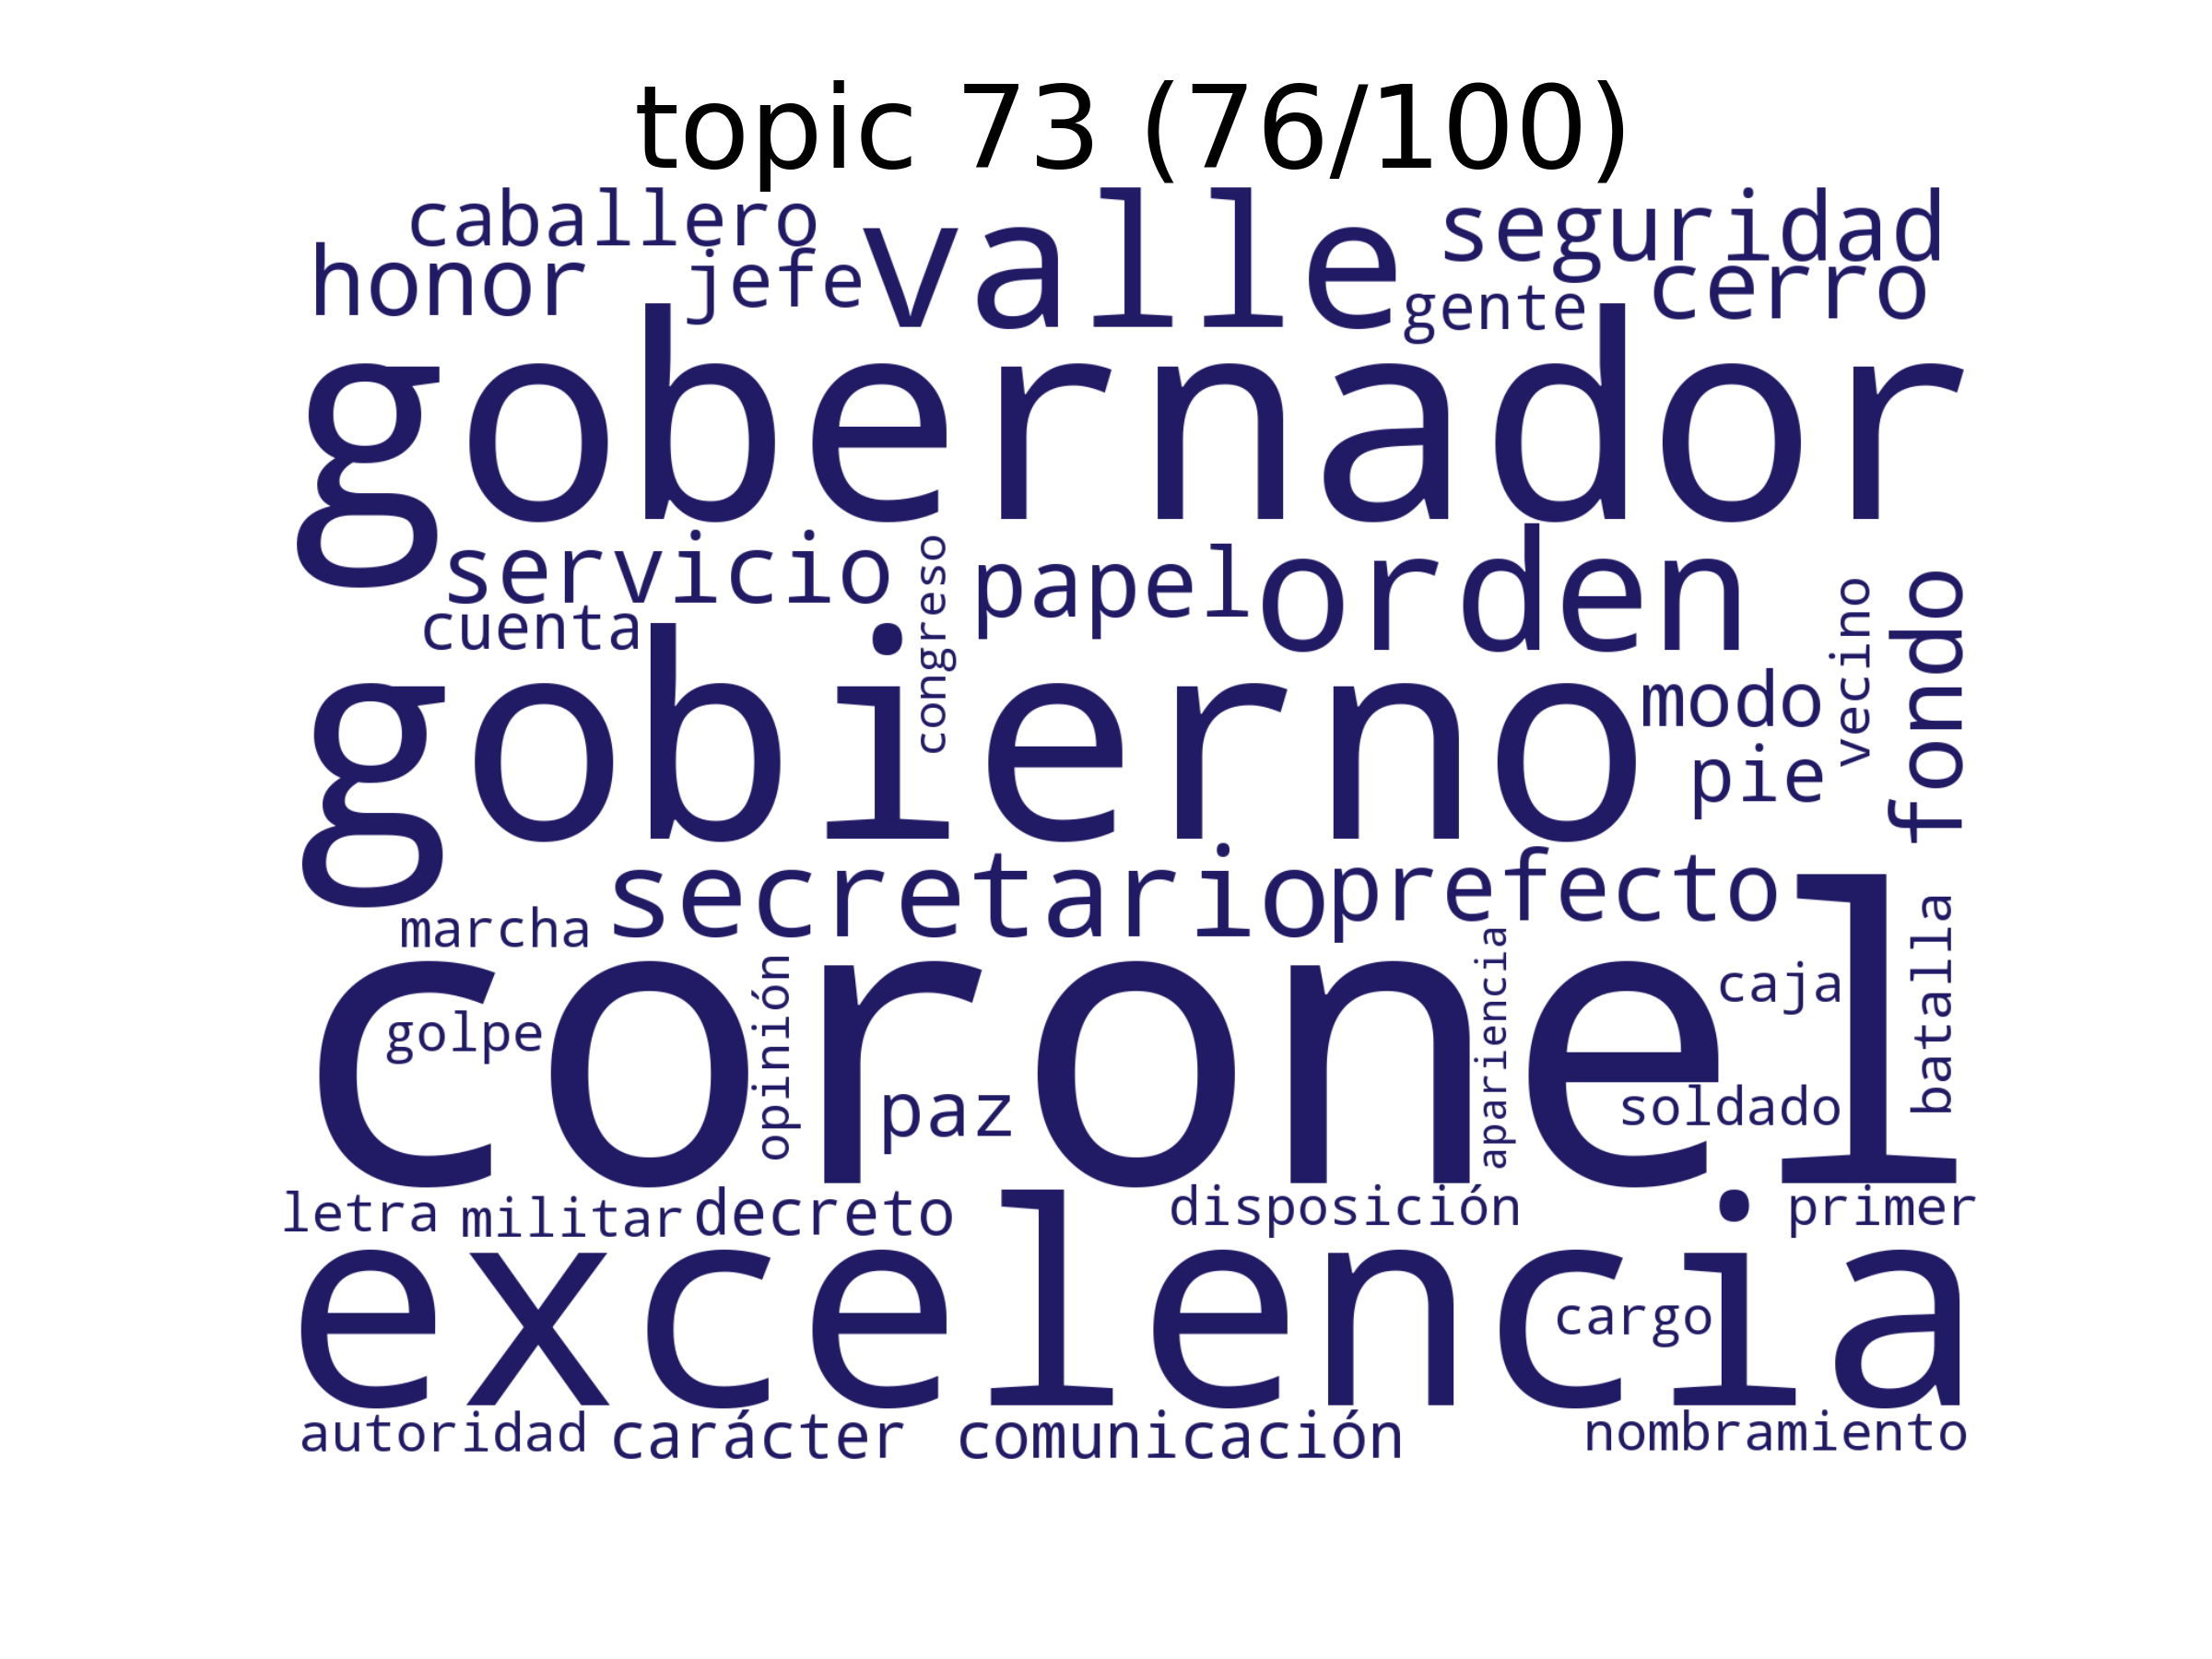 topic 73 (76/100)
caballero
valle
seguridad
honor
jefe
gente
cerro
gobernador
servicio
congreso
papel
orden
vecino
fondo
cuenta
gobierno
modo
pie
secretario
prefecto
marcha
coronel
caja
batalla
golpe
opinión
paz
apariencia
soldado
letra
militar
decreto
disposición
primer
excelencia
cargo
autoridad
carácter
comunicación
nombramiento